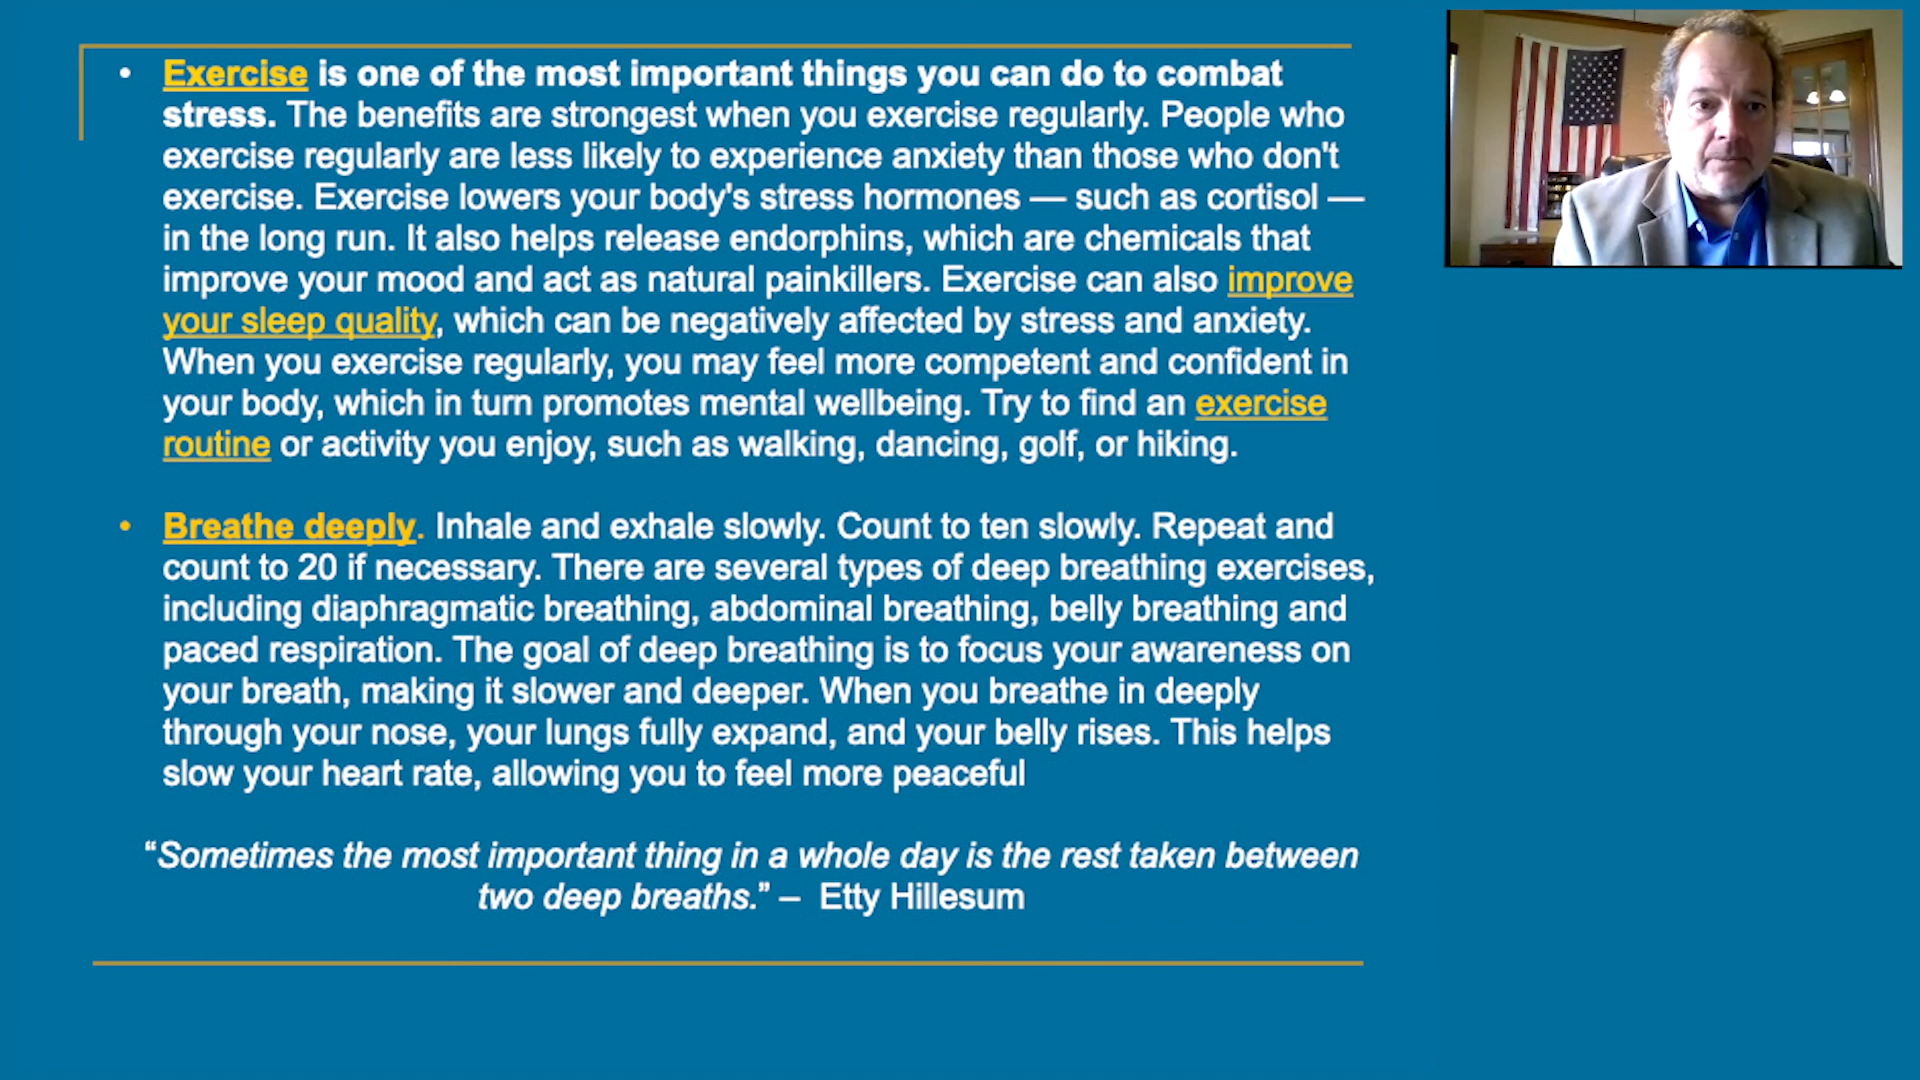 • Exercise is one of the most important things you can do to combat
stress. The benefits are strongest when you exercise regularly. People who
exercise regularly are less likely to experience anxiety than those who don't
exercise. Exercise lowers your body's stress hormones — such as cortisol —
in the long run. It also helps release endorphins, which are chemicals that
improve your mood and act as natural painkillers. Exercise can also improve
your sleep quality, which can be negatively affected by stress and anxiety.
When you exercise regularly, you may feel more competent and confident in
your body, which in turn promotes mental wellbeing. Try to find an exercise
routine or activity you enjoy, such as walking, dancing, golf, or hiking.
• Breathe deeply. Inhale and exhale slowly. Count to ten slowly. Repeat and
count to 20 if necessary. There are several types of deep breathing exercises,
including diaphragmatic breathing, abdominal breathing, belly breathing and
paced respiration. The goal of deep breathing is to focus your awareness on
your breath, making it slower and deeper. When you breathe in deeply
through your nose, your lungs fully expand, and your belly rises. This helps
slow your heart rate, allowing you to feel more peaceful
“Sometimes the most important thing in a whole day is the rest taken between
two deep breaths.” – Etty Hillesum